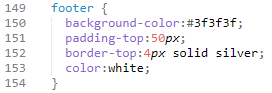 149 footer {
150 background-color:#3f3f3f;
151 padding-top:50px;
152 border-top:4px solid silver;
153 color:white;
154 }